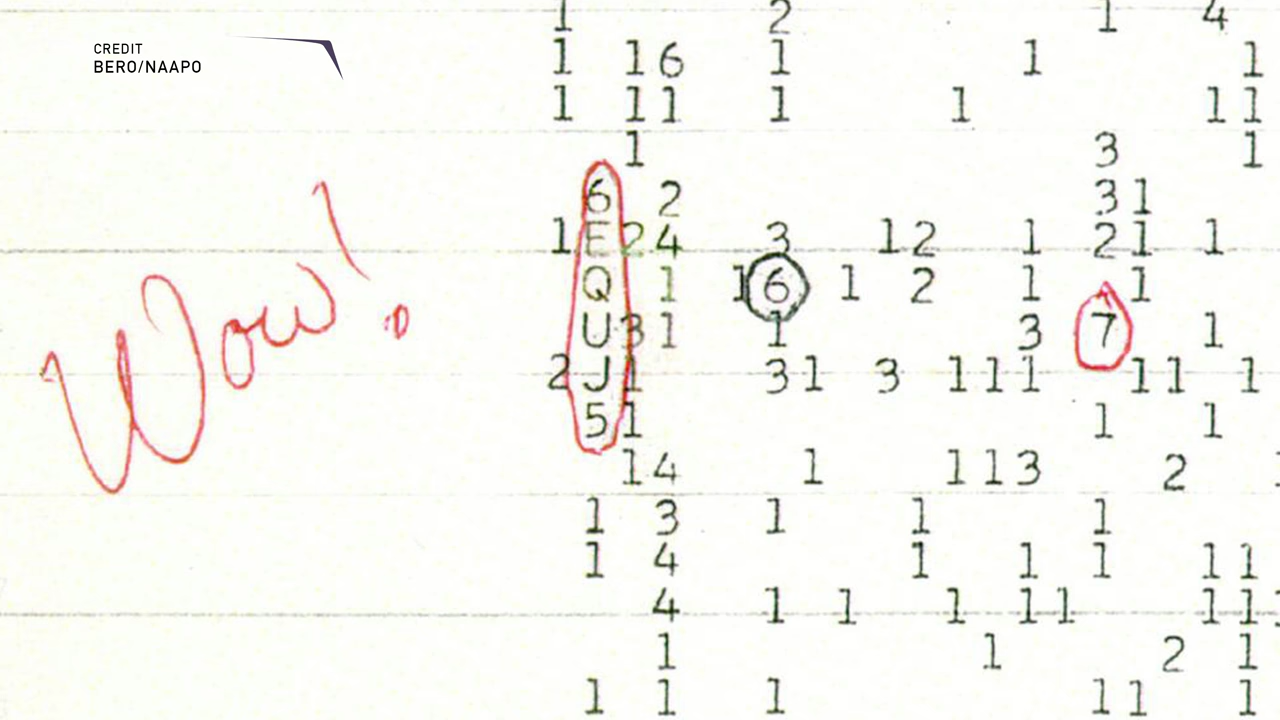 CREDIT
BERO/NAAPO
Wow!
1 2 1 4
1 16 1 1 1
1 11 1 1 11
1 3 1
6 2 31
1 E24 3 12 1 21 1
Q 1 16 1 2 1 1
U31 1 3 7 1
2J1 31 3 111 11 1
51 1 1
14 1 113 2
1 3 1 1 1
1 4 1 1 1 11
4 1 1 1 11 11
1 1 2 1
1 1 1 11 1